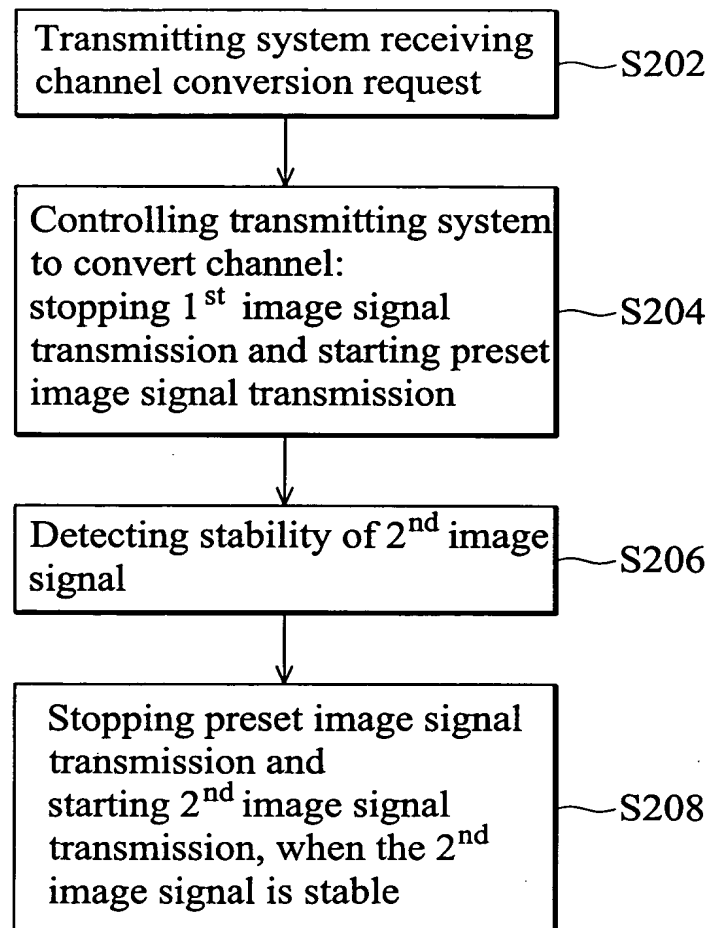 Transmitting system receiving
channel conversion request
S202
Controlling transmitting system
to convert channel:
stopping 1st image signal
transmission and starting preset
image signal transmission
S204
Detecting stability of 2nd image
signal
S206
Stopping preset image signal
transmission and
starting 2nd image signal
transmission, when the 2nd
image signal is stable
S208